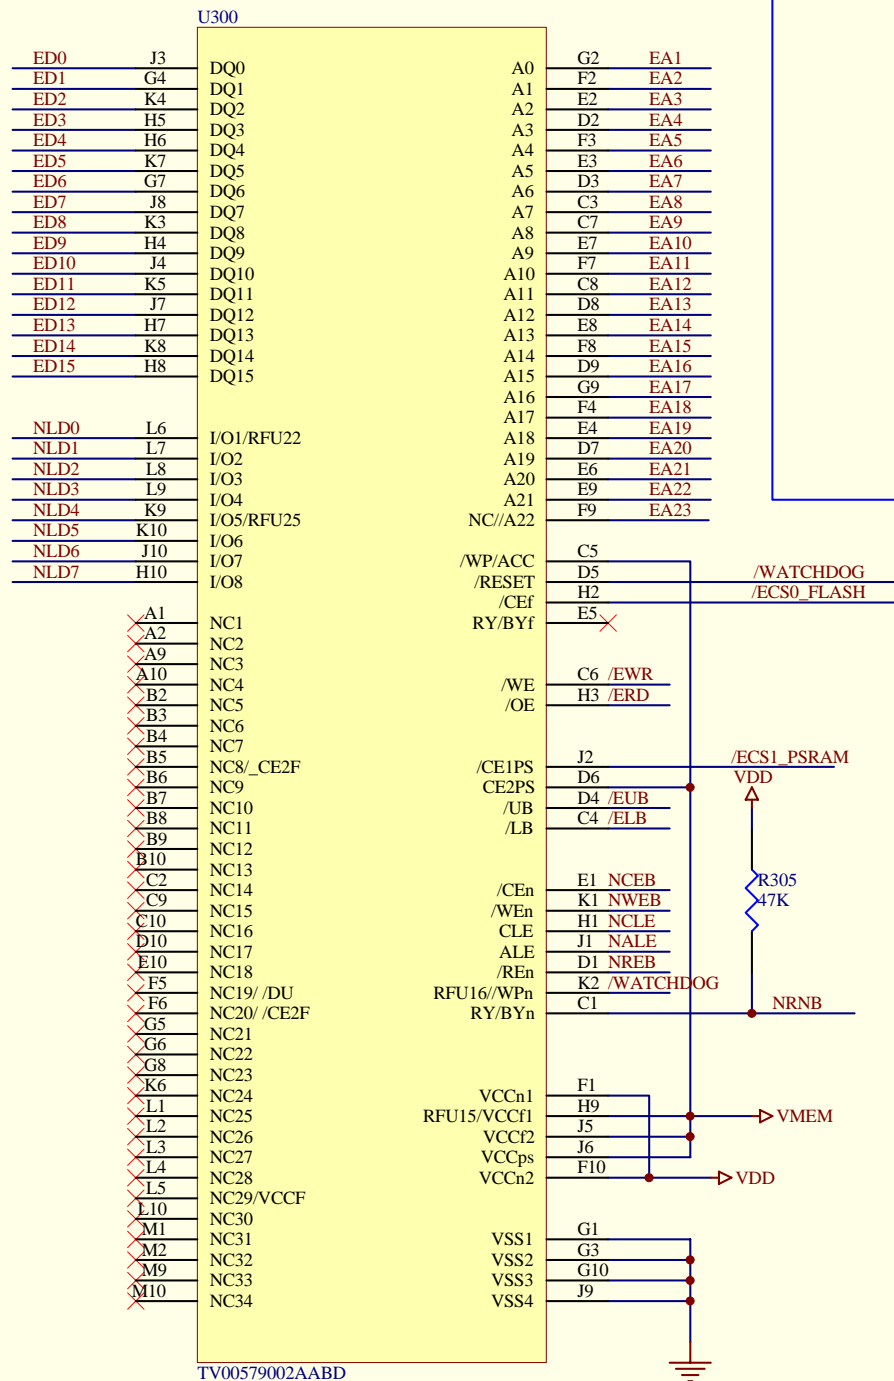 U300
ED0 J3 DQ0 A0 G2 EA1
ED1 G4 DQ1 A1 F2 EA2
ED2 K4 DQ2 A2 E2 EA3
ED3 H5 DQ3 A3 D2 EA4
ED4 H6 DQ4 A4 F3 EA5
ED5 K7 DQ5 A5 E3 EA6
ED6 G7 DQ6 A6 D3 EA7
ED7 J8 DQ7 A7 C3 EA8
ED8 K3 DQ8 A8 C7 EA9
ED9 H4 DQ9 A9 E7 EA10
ED10 J4 DQ10 A10 F7 EA11
ED11 K5 DQ11 A11 C8 EA12
ED12 J7 DQ12 A12 D8 EA13
ED13 H7 DQ13 A13 E8 EA14
ED14 K8 DQ14 A14 F8 EA15
ED15 H8 DQ15 A15 D9 EA16
A16 G9 EA17
A17 F4 EA18
NLD0 L6 I/O1/RFU22 A18 E4 EA19
NLD1 L7 I/O2 A19 D7 EA20
NLD2 L8 I/O3 A20 E6 EA21
NLD3 L9 I/O4 A21 E9 EA22
NLD4 K9 I/O5/RFU25 NC//A22 F9 EA23
NLD5 K10 I/O6
NLD6 J10 I/O7 /WP/ACC C5
NLD7 H10 I/O8 /RESET D5 /WATCHDOG
/CEf H2 /ECS0_FLASH
A1 NC1 RY/BYf E5
A2 NC2
A9 NC3
A10 NC4 /WE C6 /EWR
B2 NC5 /OE H3 /ERD
B3 NC6
B4 NC7
B5 NC8/_CE2F /CE1PS J2 /ECS1_PSRAM
B6 NC9 CE2PS D6 VDD
B7 NC10 /UB D4 /EUB
B8 NC11 /LB C4 /ELB
B9 NC12
B10 NC13
C2 NC14 /CEn E1 NCEB R305
C9 NC15 /WEn K1 NWEB 47K
C10 NC16 CLE H1 NCLE
D10 NC17 ALE J1 NALE
E10 NC18 /REn D1 NREB
F5 NC19/ /DU RFU16//WPn K2 /WATCHDOG
F6 NC20/ /CE2F RY/BYn C1 NRNB
G5 NC21
G6 NC22
G8 NC23
K6 NC24 VCCn1 F1
L1 NC25 RFU15/VCCf1 H9 VMEM
L2 NC26 VCCf2 J5
L3 NC27 VCCps J6
L4 NC28 VCCn2 F10 VDD
L5 NC29/VCCF
L10 NC30
M1 NC31 VSS1 G1
M2 NC32 VSS2 G3
M9 NC33 VSS3 G10
M10 NC34 VSS4 J9
TV00579002AABD